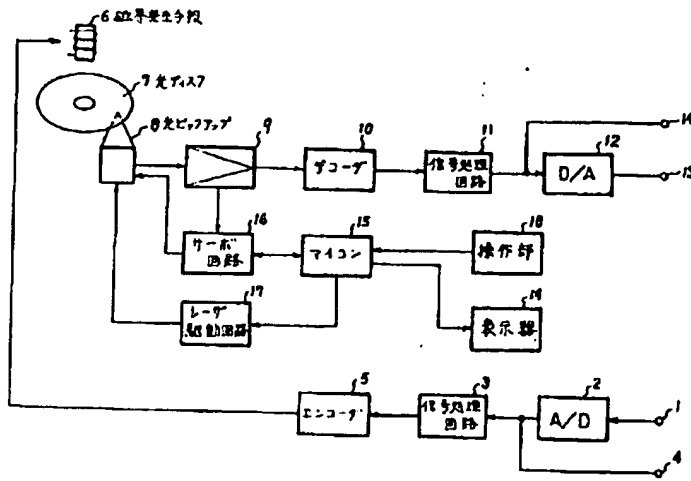 6 磁界発生手段
7 光ディスク
8 光ピックアップ
9
10
デコーダ
11
信号処理
回路
14
12
D/A
13
16
サーボ
回路
15
マイコン
18
操作部
17
レーザ
駆動回路
19
表示器
5
エンコーダ
3
信号処理
回路
2
A/D
1
4